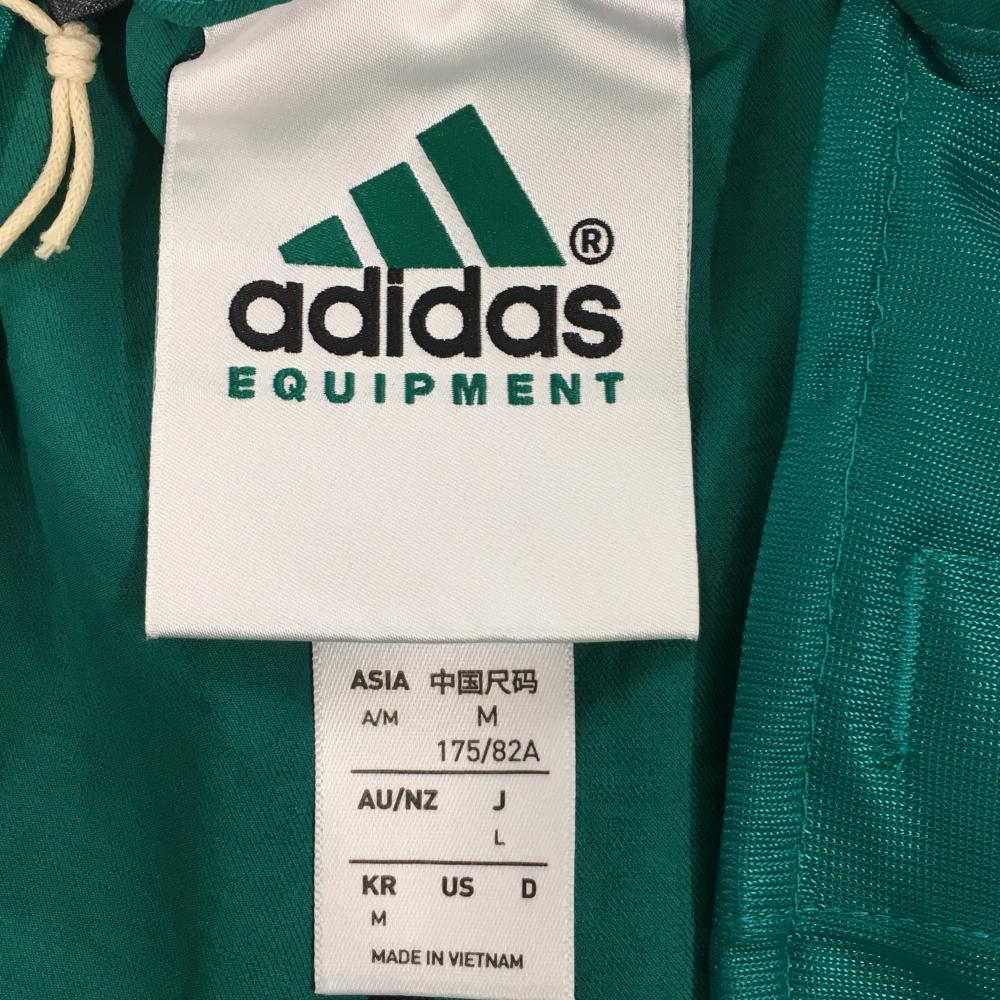 ®
adidas
EQUIPMENT
ASIA 中国尺码
A/M M
175/82A
AU/NZ J
L
KR US D
M
MADE IN VIETNAM